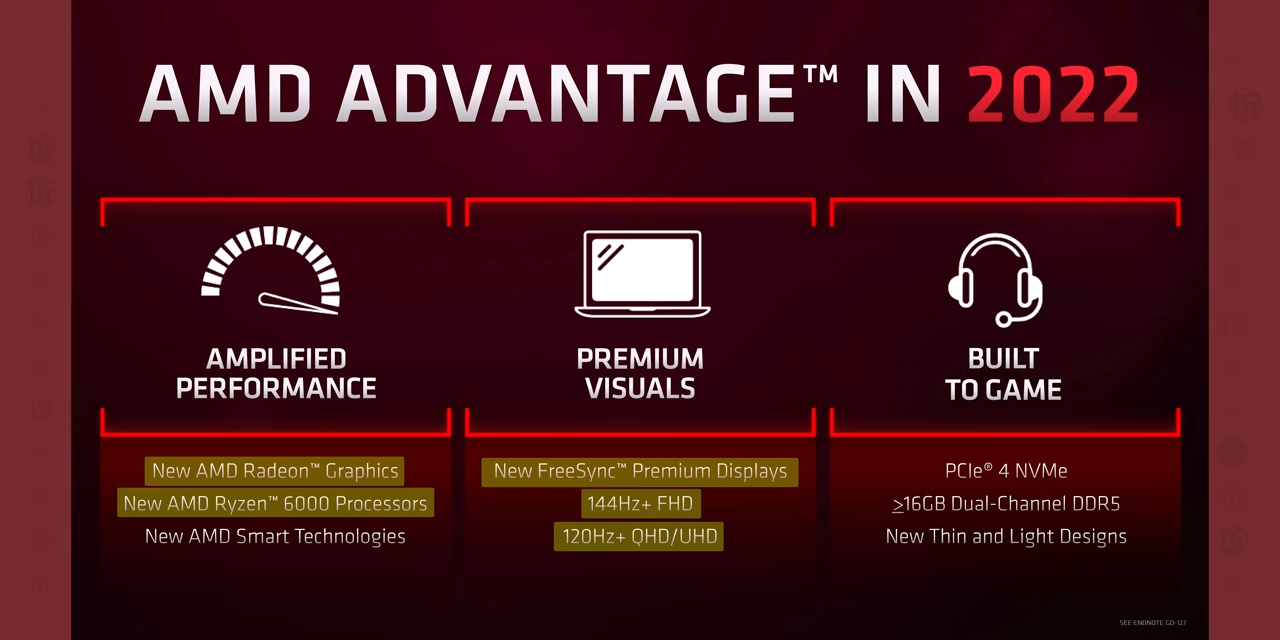 AMD ADVANTAGE™ IN 2022
AMPLIFIED
PERFORMANCE
New AMD Radeon™ Graphics
New AMD Ryzen™ 6000 Processors
New AMD Smart Technologies
PREMIUM
VISUALS
New FreeSync™ Premium Displays
144Hz+ FHD
120Hz+ QHD/UHD
BUILT
TO GAME
PCIe® 4 NVMe
≥16GB Dual-Channel DDR5
New Thin and Light Designs
SEE ENDNOTE GD-127